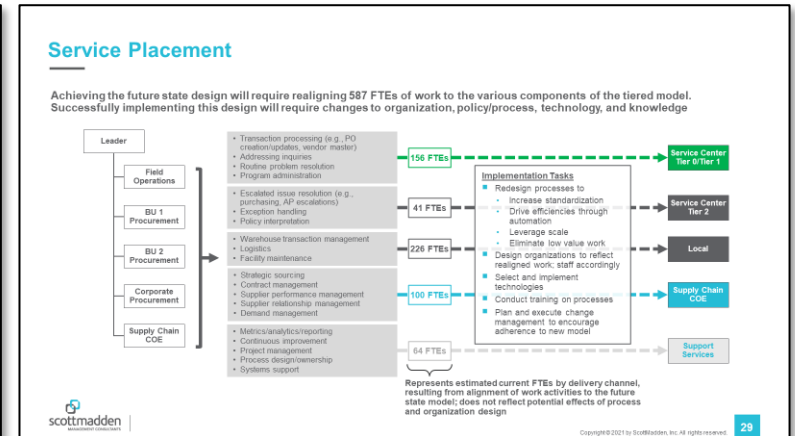 Service Placement
Achieving the future state design will require realigning 587 FTEs of work to the various components of the tiered model.
Successfully implementing this design will require changes to organization, policy/process, technology, and knowledge
Leader
Field
Operations
BU 1
Procurement
BU 2
Procurement
Corporate
Procurement
Supply Chain
COE
• Transaction processing (e.g., PO
creation/updates, vendor master)
• Addressing inquiries
• Routine problem resolution
• Program administration
• Escalated issue resolution (e.g.,
purchasing, AP escalations)
• Exception handling
• Policy interpretation
• Warehouse transaction management
• Logistics
• Facility maintenance
• Strategic sourcing
• Contract management
• Supplier performance management
• Supplier relationship management
• Demand management
• Metrics/analytics/reporting
• Continuous improvement
• Project management
• Process design/ownership
• Systems support
156 FTEs
41 FTEs
226 FTEs
100 FTEs
64 FTEs
Implementation Tasks
■ Redesign processes to
• Increase standardization
• Drive efficiencies through
automation
• Leverage scale
• Eliminate low value work
■ Design organizations to reflect
realigned work; staff accordingly
■ Select and implement
technologies
■ Conduct training on processes
■ Plan and execute change
management to encourage
adherence to new model
Service Center
Tier 0/Tier 1
Service Center
Tier 2
Local
Supply Chain
COE
Support
Services
Represents estimated current FTEs by delivery channel,
resulting from alignment of work activities to the future
state model; does not reflect potential effects of process
and organization design
scottmadden
MANAGEMENT CONSULTANTS
Copyright © 2021 by ScottMadden, Inc. All rights reserved.
29